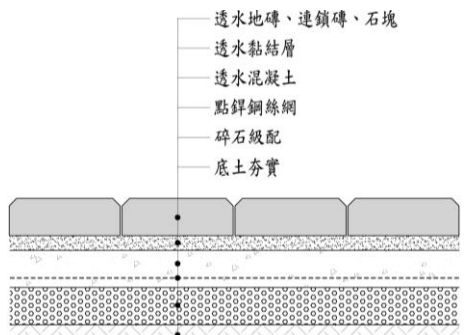 透水地磚、連鎖磚、石塊
透水黏結層
透水混凝土
點銲鋼絲網
碎石級配
底土夯實